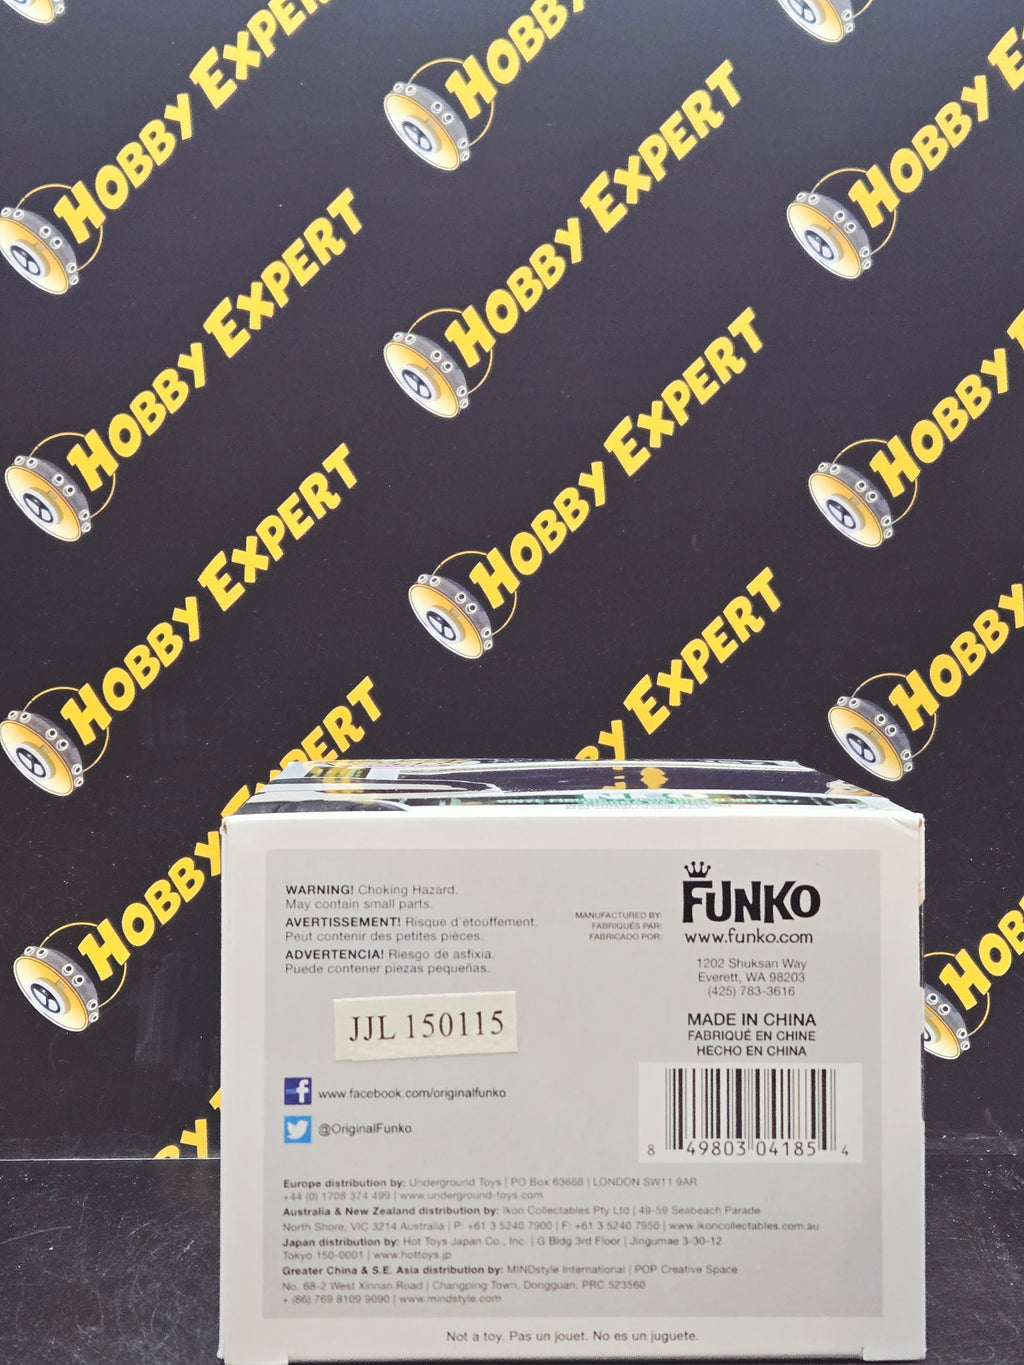 HOBBY EXPERT
HOBBY EXPERT
HOBBY EXPERT
HOBBY EXPERT
HOBBY EXPERT
HOBBY EXPERT
HOBBY EXPERT
HOBBY EXPERT
WARNING! Choking Hazard.
May contain small parts.
AVERTISSEMENT! Risque d'étouffement.
Peut contenir des petites pièces.
ADVERTENCIA! Riesgo de asfixia.
Puede contener piezas pequeñas.
MANUFACTURED BY:
FABRIQUÉS PAR:
FABRICADO POR:
FUNKO
www.funko.com
1202 Shuksan Way
Everett, WA 98203
(425) 783-3616
JJL 150115
MADE IN CHINA
FABRIQUÉ EN CHINE
HECHO EN CHINA
www.facebook.com/originalfunko
@OriginalFunko
8 49803 04185 4
Europe distribution by: Underground Toys | PO Box 63668 | LONDON SW11 9AR
+44 (0) 1708 374 499 | www.underground-toys.com
Australia & New Zealand distribution by: Ikon Collectables Pty Ltd | 49-59 Seabeach Parade
North Shore, VIC 3214 Australia | P: +61 3 5240 7900 | F: +61 3 5240 7950 | www.ikoncollectables.com.au
Japan distribution by: Hot Toys Japan Co., Inc. | G Bldg 3rd Floor | Jingumae 3-30-12
Tokyo 150-0001 | www.hottoys.jp
Greater China & S.E. Asia distribution by: MINDstyle International | POP Creative Space
No. 68-2 West Xinnan Road | Changping Town, Dongguan, PRC 523560
+ (86) 769 8109 9090 | www.mindstyle.com
Not a toy. Pas un jouet. No es un juguete.